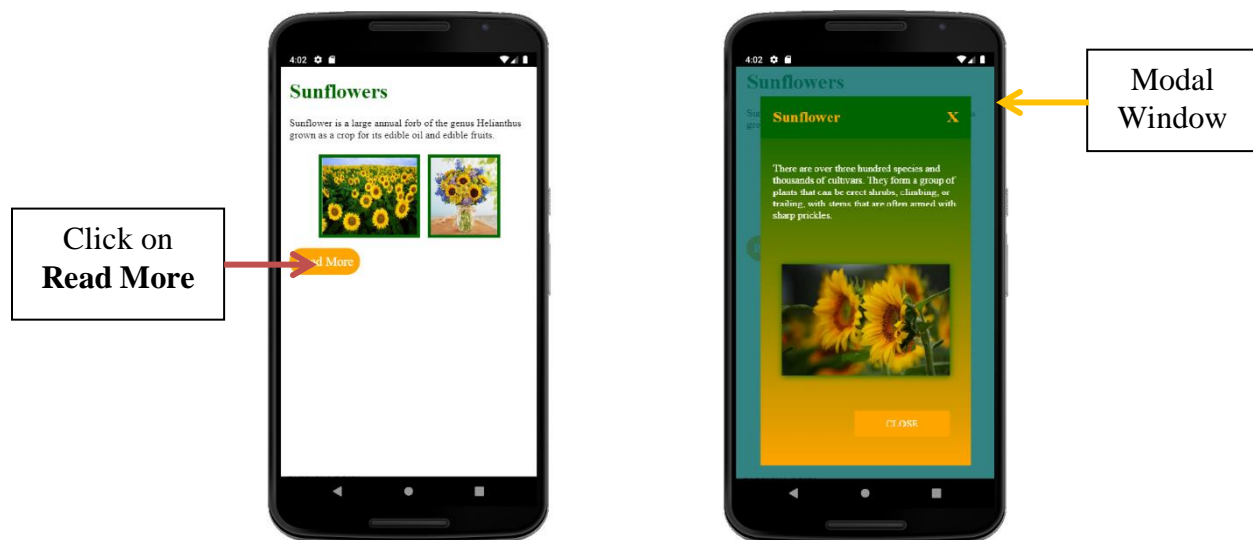 4:02
Sunflowers
Sunflower is a large annual forb of the genus Helianthus
grown as a crop for its edible oil and edible fruits.
Click on
Read More
Read More
4:02
Sunflowers
Sunflower X
There are over three hundred species and
thousands of cultivars. They form a group of
plants that can be erect shrubs, climbing, or
trailing, with stems that are often armed with
sharp prickles.
CLOSE
Modal
Window